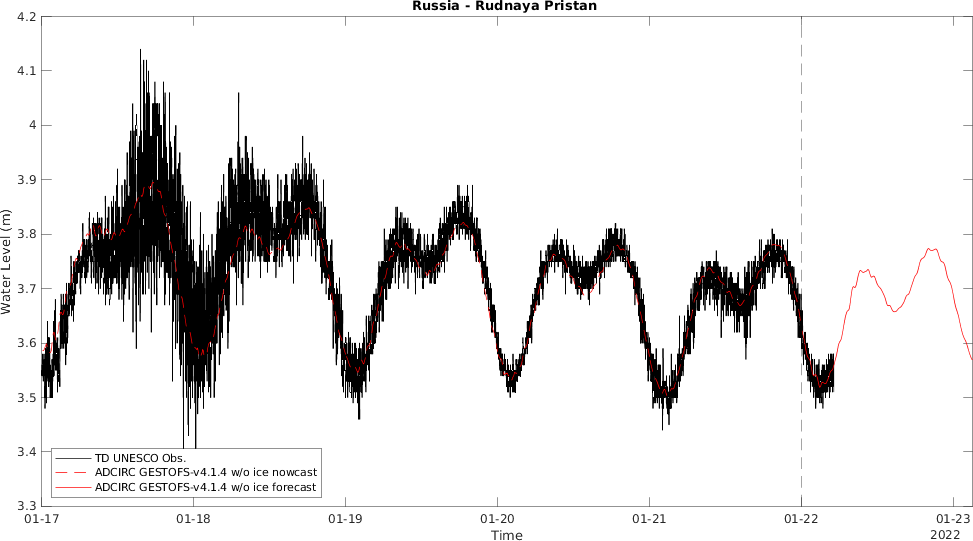 Russia - Rudnaya Pristan
4.2
4.1
4
3.9
3.8
3.7
3.6
3.5
3.4
3.3
Water Level (m)
TD UNESCO Obs.
ADCIRC GESTOFS-v4.1.4 w/o ice nowcast
ADCIRC GESTOFS-v4.1.4 w/o ice forecast
01-17 01-18 01-19 01-20 01-21 01-22 01-23
Time
2022